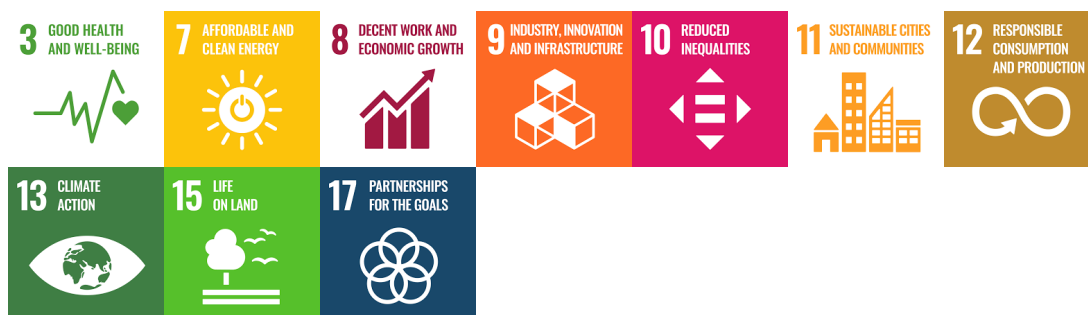 3 GOOD HEALTH
AND WELL-BEING
7 AFFORDABLE AND
CLEAN ENERGY
8 DECENT WORK AND
ECONOMIC GROWTH
9 INDUSTRY, INNOVATION
AND INFRASTRUCTURE
10 REDUCED
INEQUALITIES
11 SUSTAINABLE CITIES
AND COMMUNITIES
12 RESPONSIBLE
CONSUMPTION
AND PRODUCTION
13 CLIMATE
ACTION
15 LIFE
ON LAND
17 PARTNERSHIPS
FOR THE GOALS